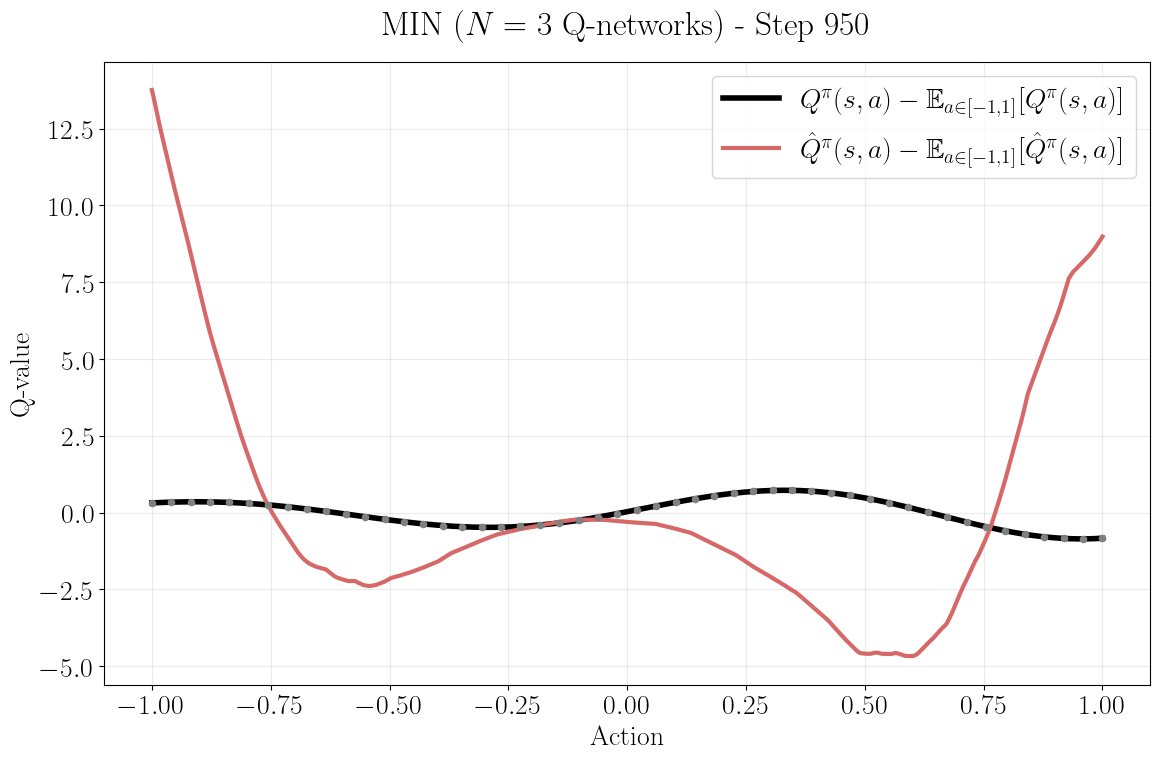 MIN (N = 3 Q-networks) - Step 950
Q^π(s, a) − 𝔼_{a∈[−1,1]}[Q^π(s, a)]
Q̂^π(s, a) − 𝔼_{a∈[−1,1]}[Q̂^π(s, a)]
Q-value
12.5
10.0
7.5
5.0
2.5
0.0
−2.5
−5.0
−1.00 −0.75 −0.50 −0.25 0.00 0.25 0.50 0.75 1.00
Action